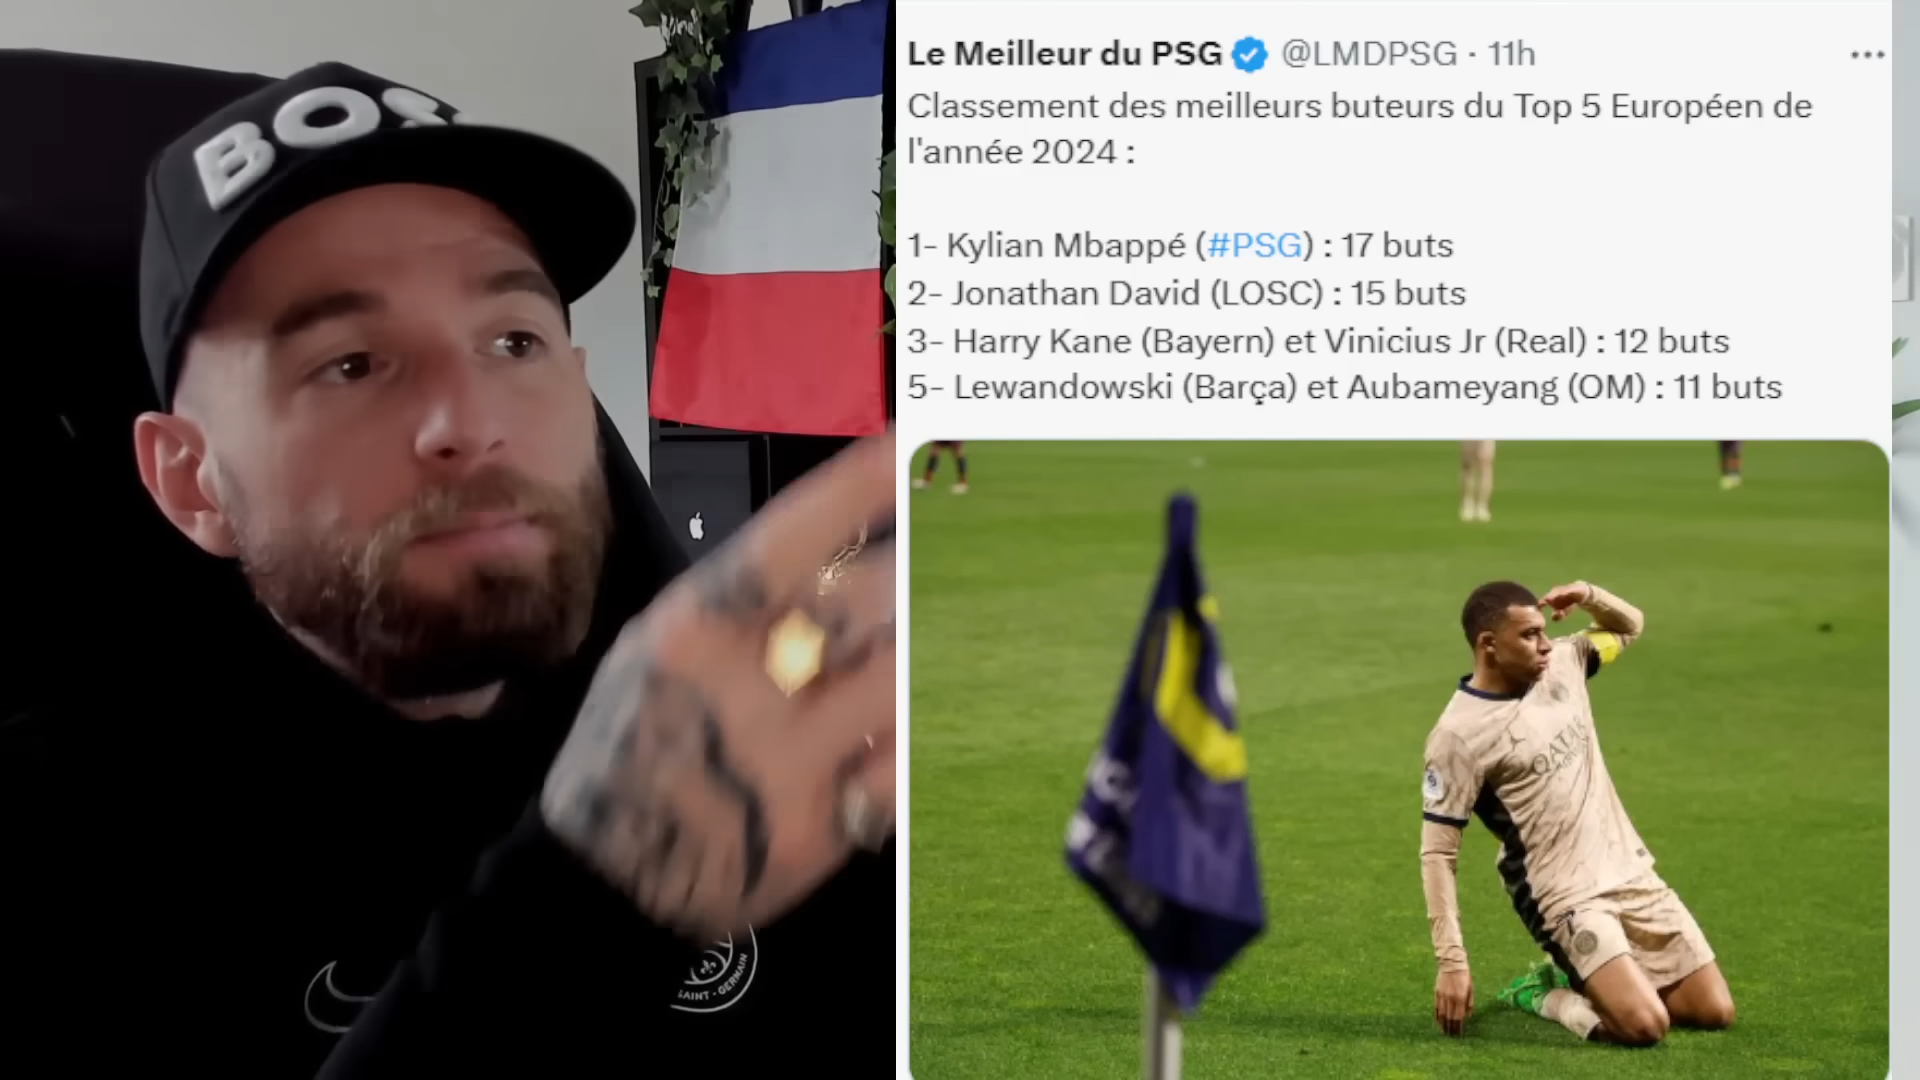 BOSS
SAINT-GERMAIN
Le Meilleur du PSG @LMDPSG · 11h
Classement des meilleurs buteurs du Top 5 Européen de
l'année 2024 :
1- Kylian Mbappé (#PSG) : 17 buts
2- Jonathan David (LOSC) : 15 buts
3- Harry Kane (Bayern) et Vinicius Jr (Real) : 12 buts
5- Lewandowski (Barça) et Aubameyang (OM) : 11 buts
QATAR